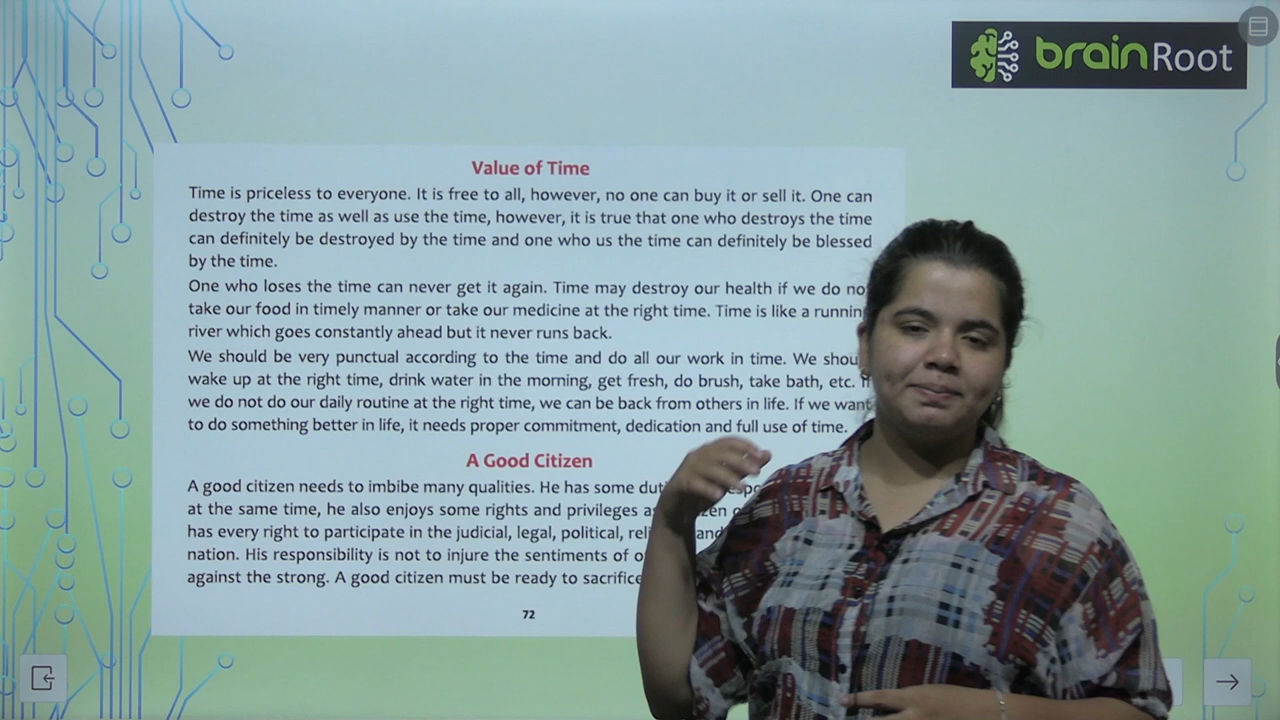 brainRoot
Value of Time
Time is priceless to everyone. It is free to all, however, no one can buy it or sell it. One can
destroy the time as well as use the time, however, it is true that one who destroys the time
can definitely be destroyed by the time and one who us the time can definitely be blessed
by the time.
One who loses the time can never get it again. Time may destroy our health if we do
take our food in timely manner or take our medicine at the right time. Time is like a
river which goes constantly ahead but it never runs back.
We should be very punctual according to the time and do all our work in time. We
wake up at the right time, drink water in the morning, get fresh, do brush, take bath, etc.
we do not do our daily routine at the right time, we can be back from others in life. If we want
to do something better in life, it needs proper commitment, dedication and full use of time.
A Good Citizen
A good citizen needs to imbibe many qualities. He has some
at the same time, he also enjoys some rights and privileges
has every right to participate in the judicial, legal, political,
nation. His responsibility is not to injure the sentiments of
against the strong. A good citizen must be ready to sacrifice
72